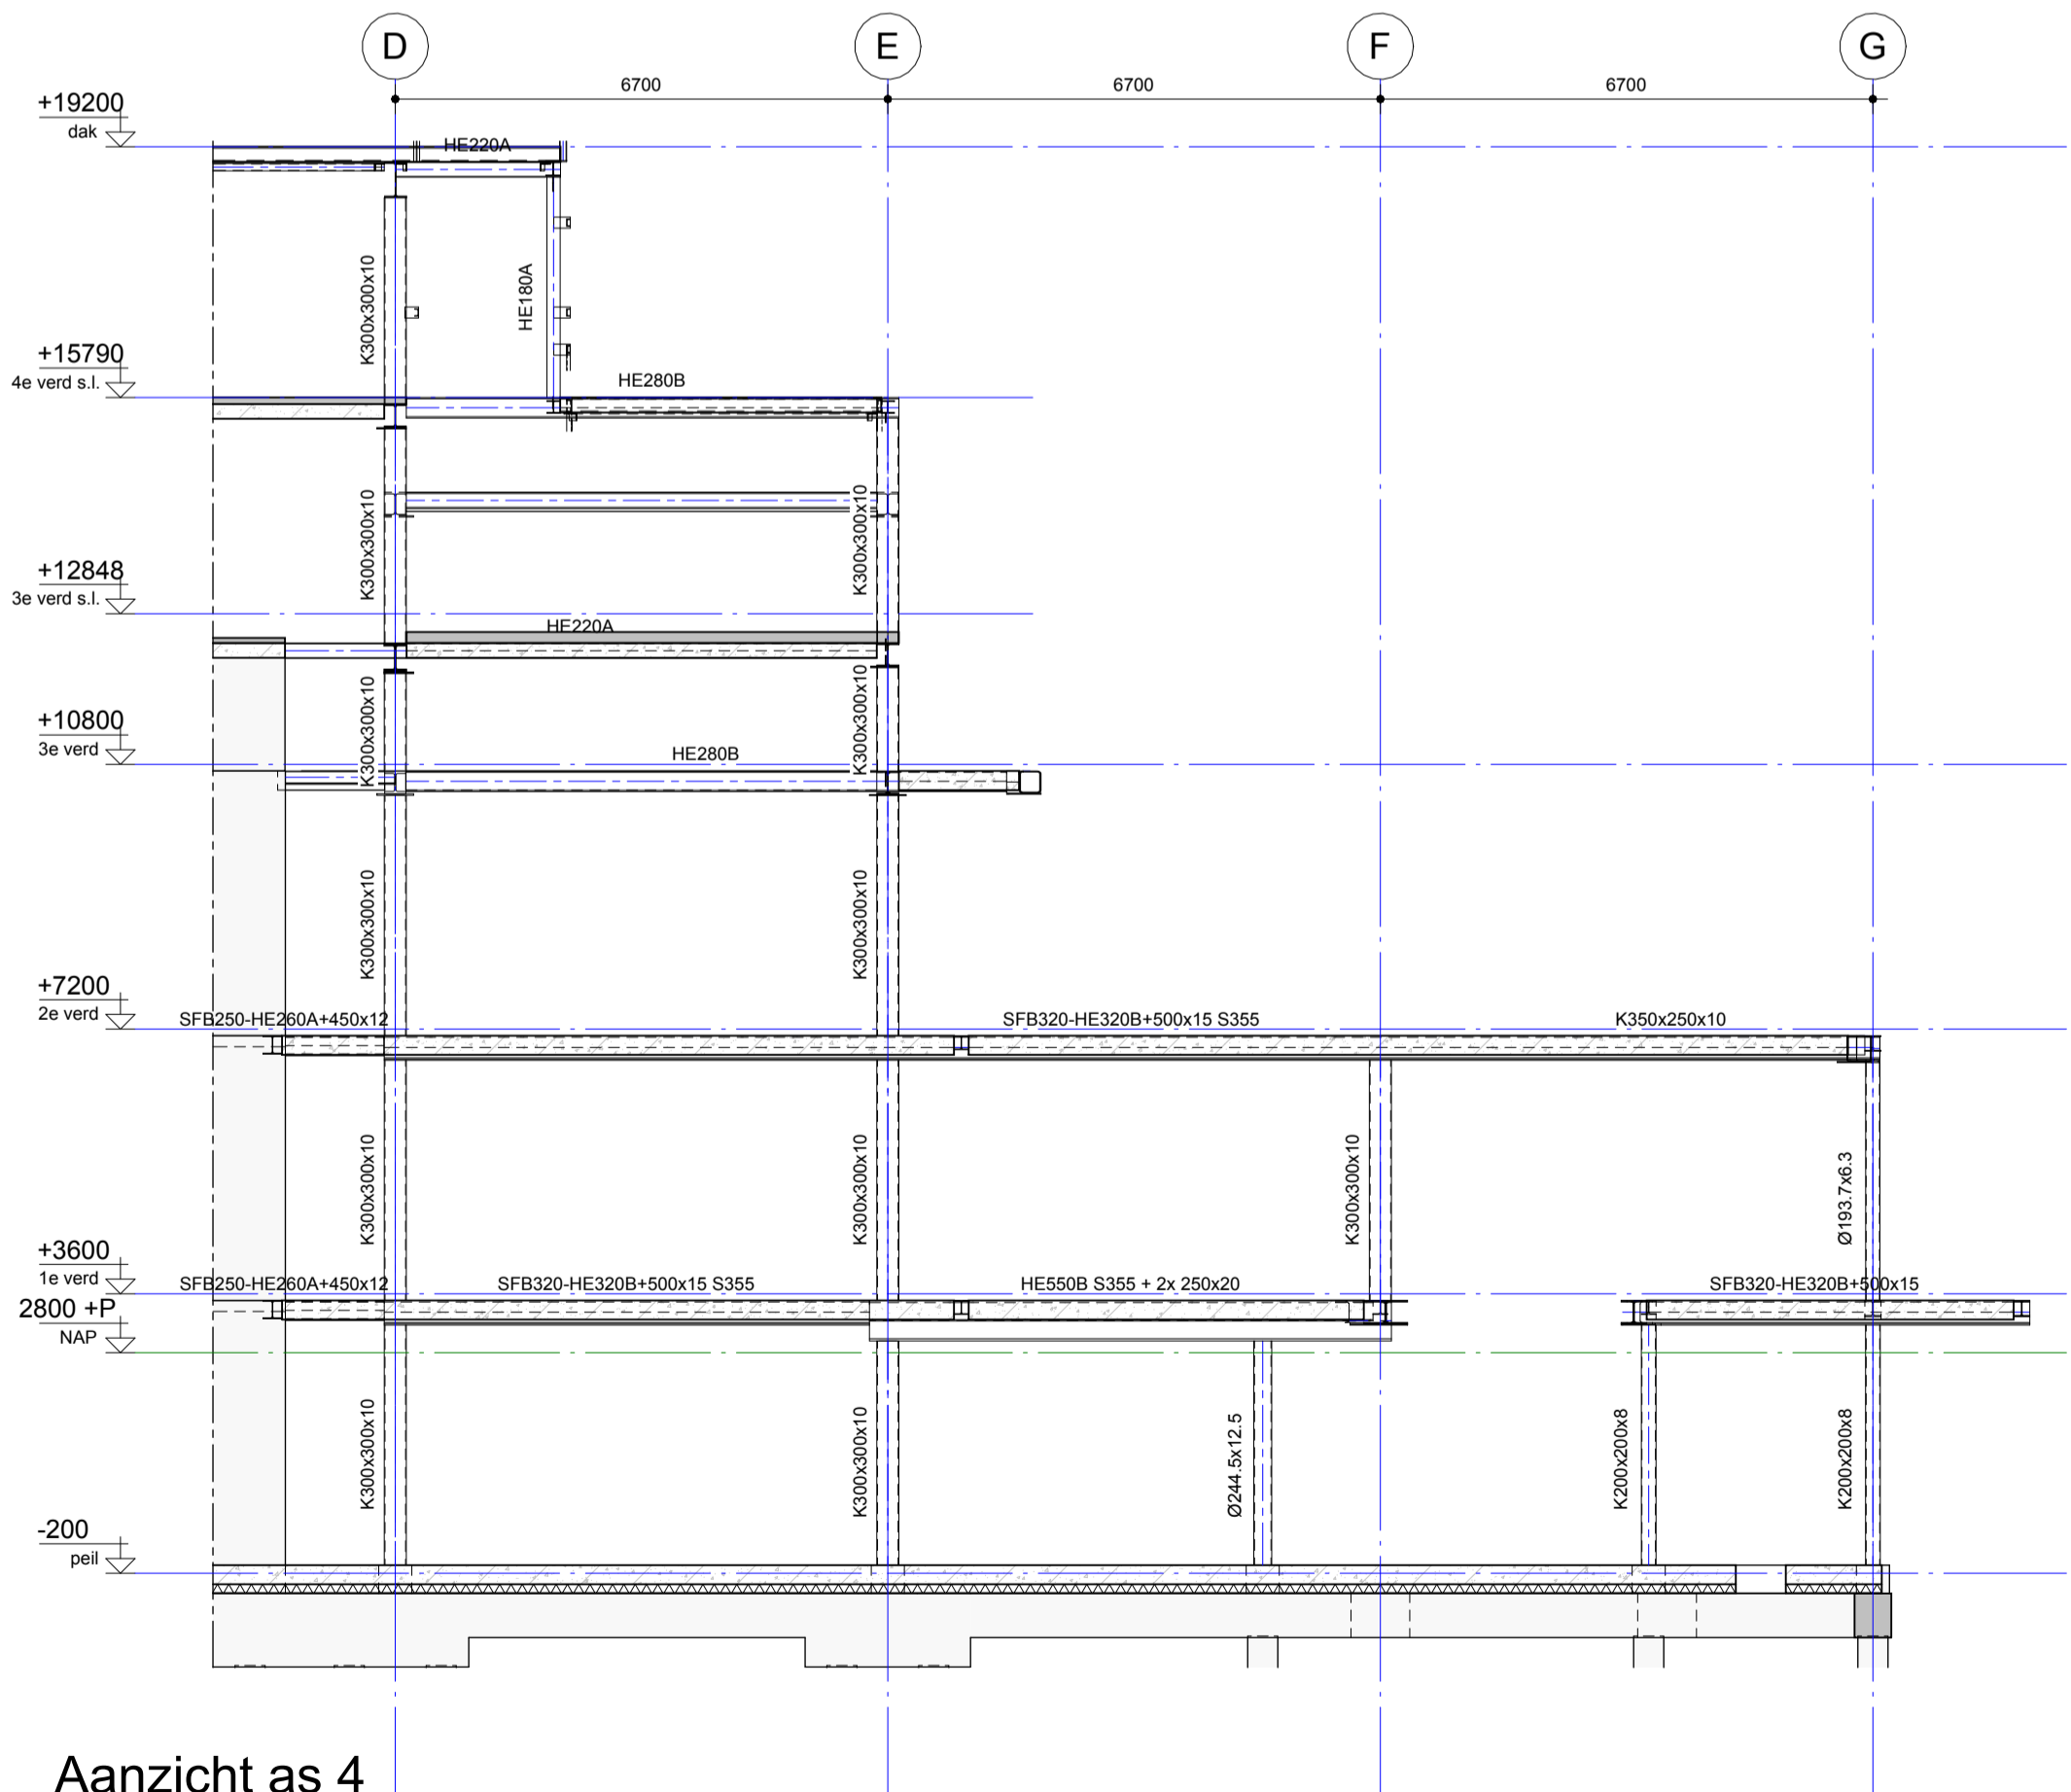 D E F G
6700 6700 6700
+19200
dak
HE220A
K300x300x10
HE180A
+15790
4e verd s.l.
HE280B
K300x300x10
K300x300x10
+12848
3e verd s.l.
HE220A
K300x300x10
K300x300x10
+10800
3e verd
HE280B
K300x300x10
K300x300x10
+7200
2e verd
SFB250-HE260A+450x12
SFB320-HE320B+500x15 S355
K350x250x10
K300x300x10
K300x300x10
K300x300x10
Ø193.7x6.3
+3600
1e verd
SFB250-HE260A+450x12
SFB320-HE320B+500x15 S355
HE550B S355 + 2x 250x20
SFB320-HE320B+500x15
2800 +P
NAP
K300x300x10
K300x300x10
Ø244.5x12.5
K200x200x8
K200x200x8
-200
peil
Aanzicht as 4